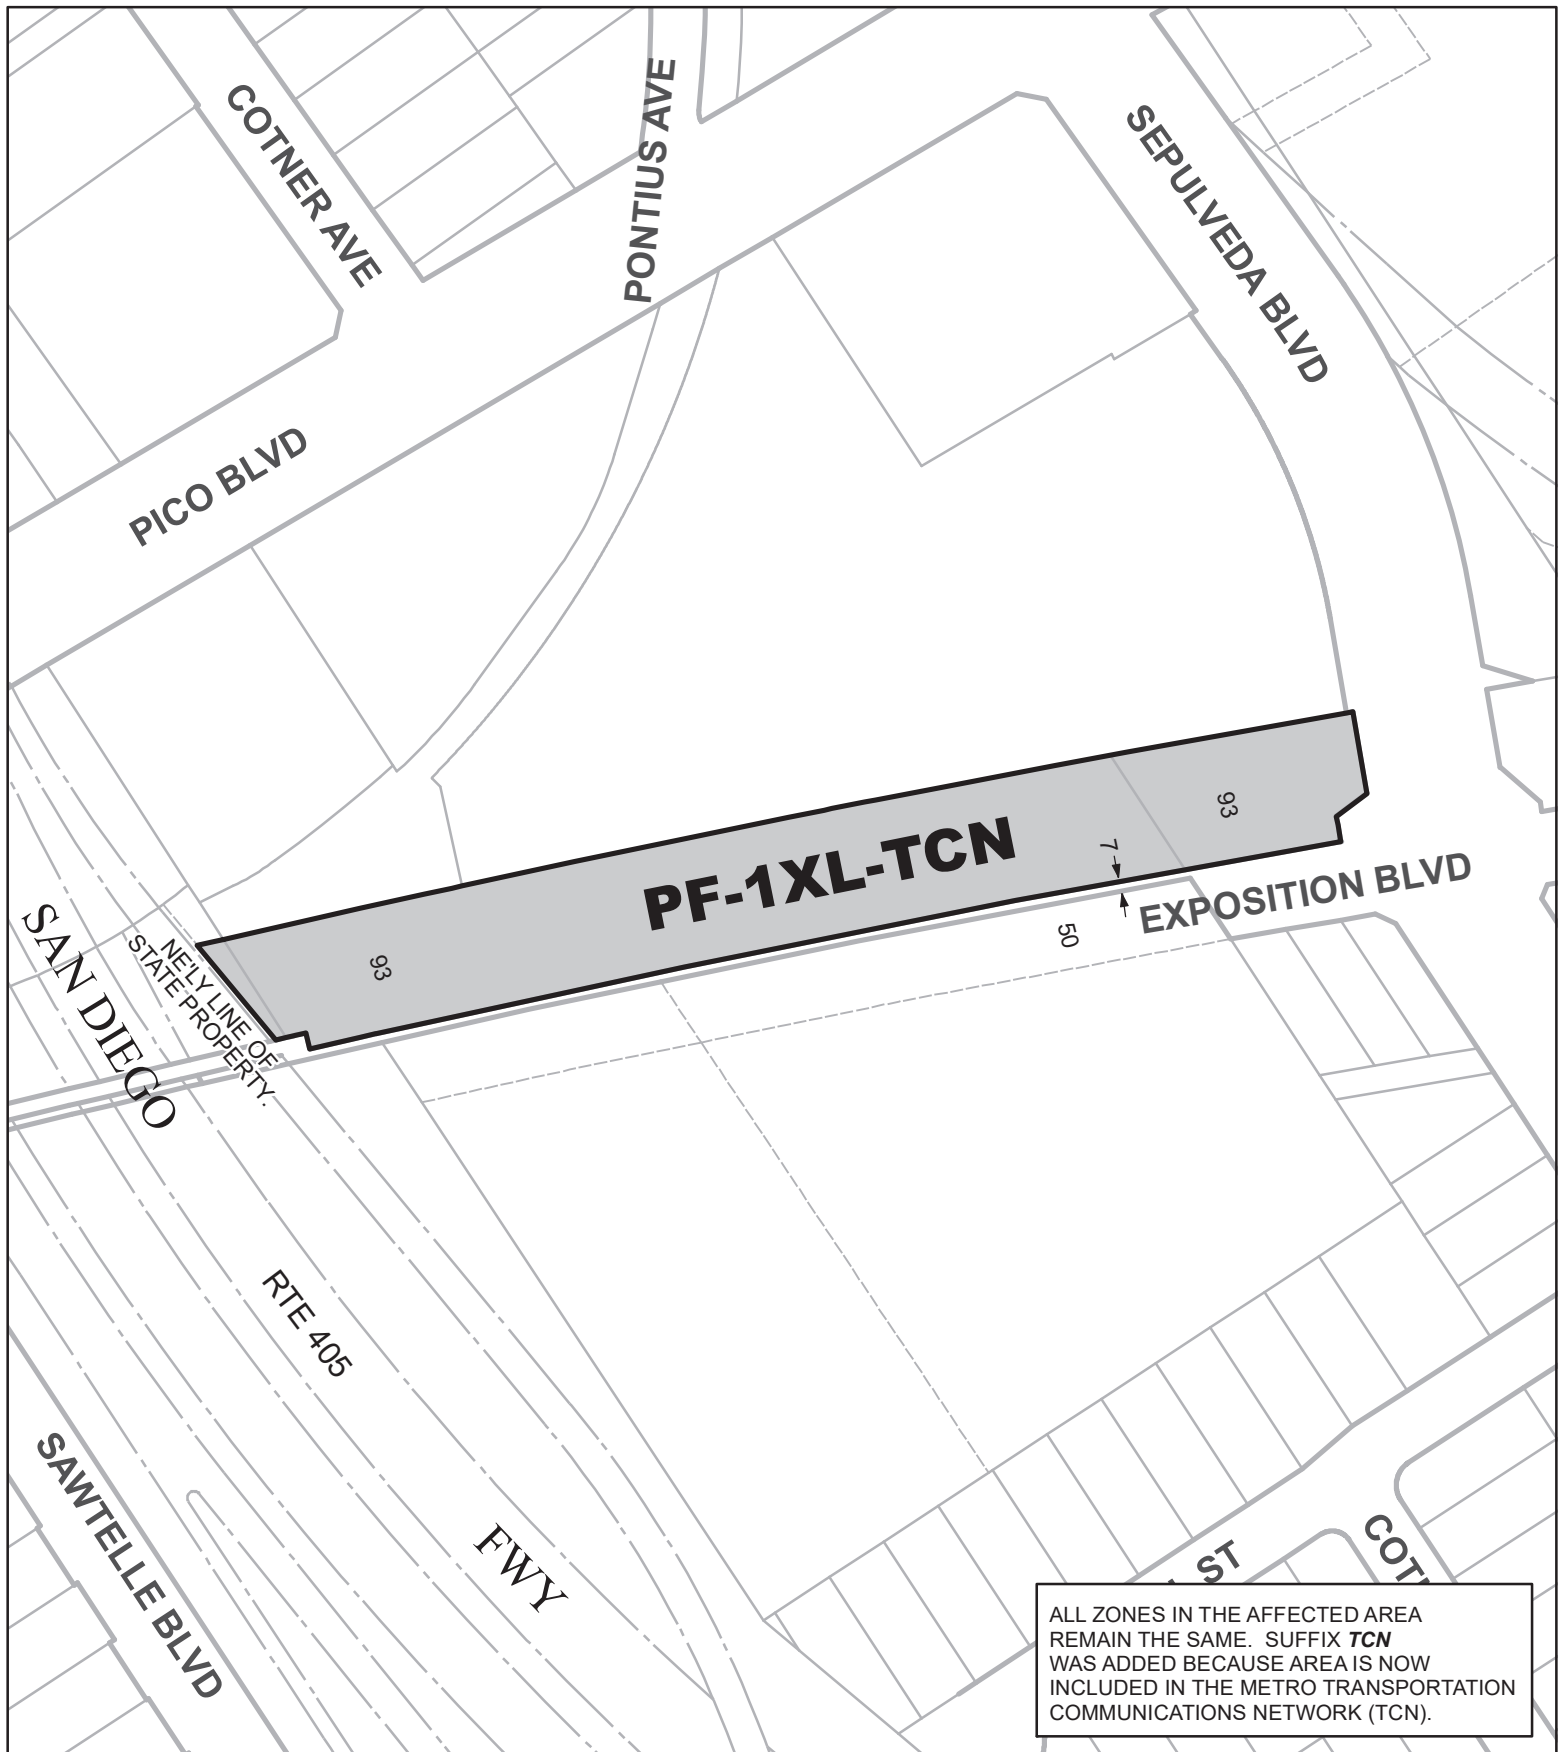 COTNER AVE
PONTIUS AVE
SEPULVEDA BLVD
PICO BLVD
PF-1XL-TCN
93
7
93
50
EXPOSITION BLVD
SAN DIEGO
NE'LY LINE OF
STATE PROPERTY.
RTE 405
FWY
SAWTELLE BLVD
ST
ALL ZONES IN THE AFFECTED AREA
REMAIN THE SAME.  SUFFIX TCN
WAS ADDED BECAUSE AREA IS NOW
INCLUDED IN THE METRO TRANSPORTATION
COMMUNICATIONS NETWORK (TCN).